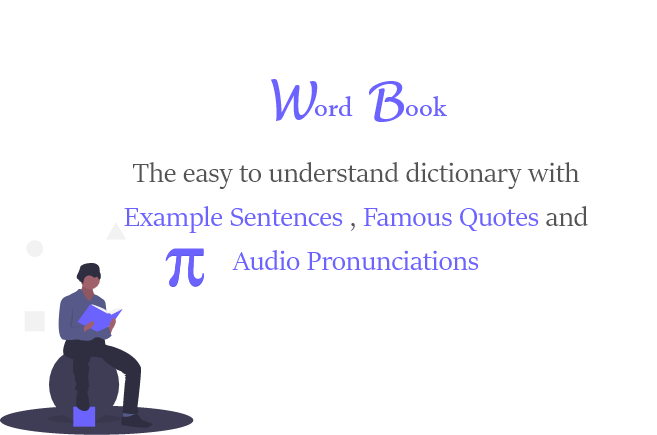 Word Book
The easy to understand dictionary with
Example Sentences , Famous Quotes and
π Audio Pronunciations